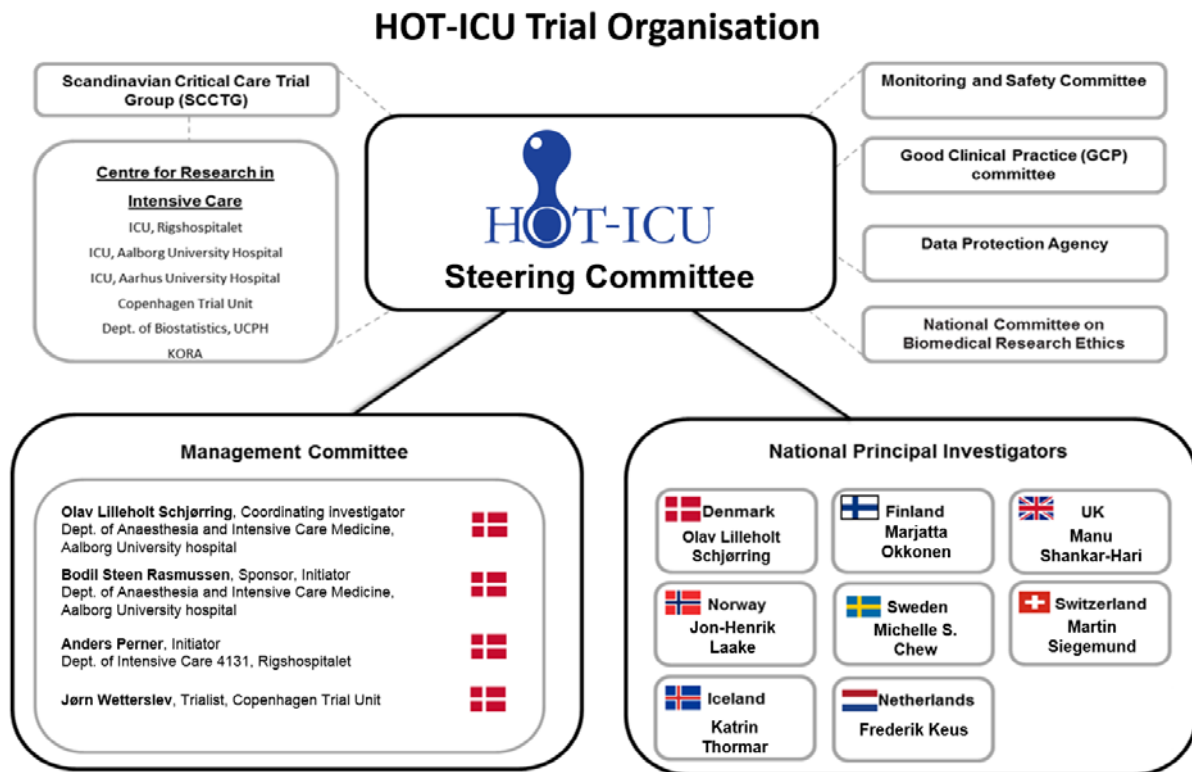 HOT-ICU Trial Organisation
Scandinavian Critical Care Trial
Group (SCCTG)
Centre for Research in
Intensive Care
ICU, Rigshospitalet
ICU, Aalborg University Hospital
ICU, Aarhus University Hospital
Copenhagen Trial Unit
Dept. of Biostatistics, UCPH
KORA
HOT-ICU
Steering Committee
Monitoring and Safety Committee
Good Clinical Practice (GCP)
committee
Data Protection Agency
National Committee on
Biomedical Research Ethics
Management Committee
Olav Lilleholt Schjørring, Coordinating investigator
Dept. of Anaesthesia and Intensive Care Medicine,
Aalborg University hospital
Bodil Steen Rasmussen, Sponsor, Initiator
Dept. of Anaesthesia and Intensive Care Medicine,
Aalborg University hospital
Anders Perner, Initiator
Dept. of Intensive Care 4131, Rigshospitalet
Jørn Wetterslev, Trialist, Copenhagen Trial Unit
National Principal Investigators
Denmark
Olav Lilleholt
Schjørring
Finland
Marjatta
Okkonen
UK
Manu
Shankar-Hari
Norway
Jon-Henrik
Laake
Sweden
Michelle S.
Chew
Switzerland
Martin
Siegemund
Iceland
Katrin
Thormar
Netherlands
Frederik Keus